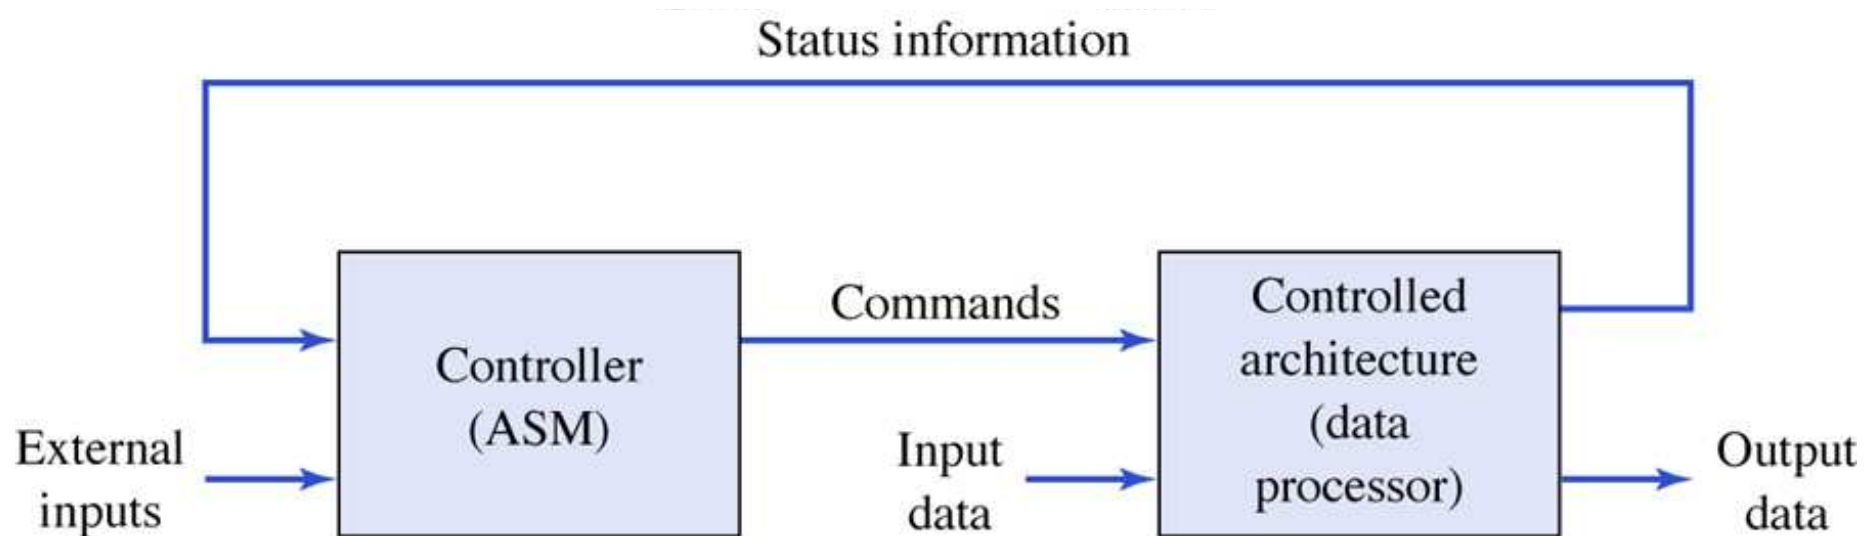 Status information
Commands
Controller
(ASM)
Controlled
architecture
(data
processor)
External
inputs
Input
data
Output
data